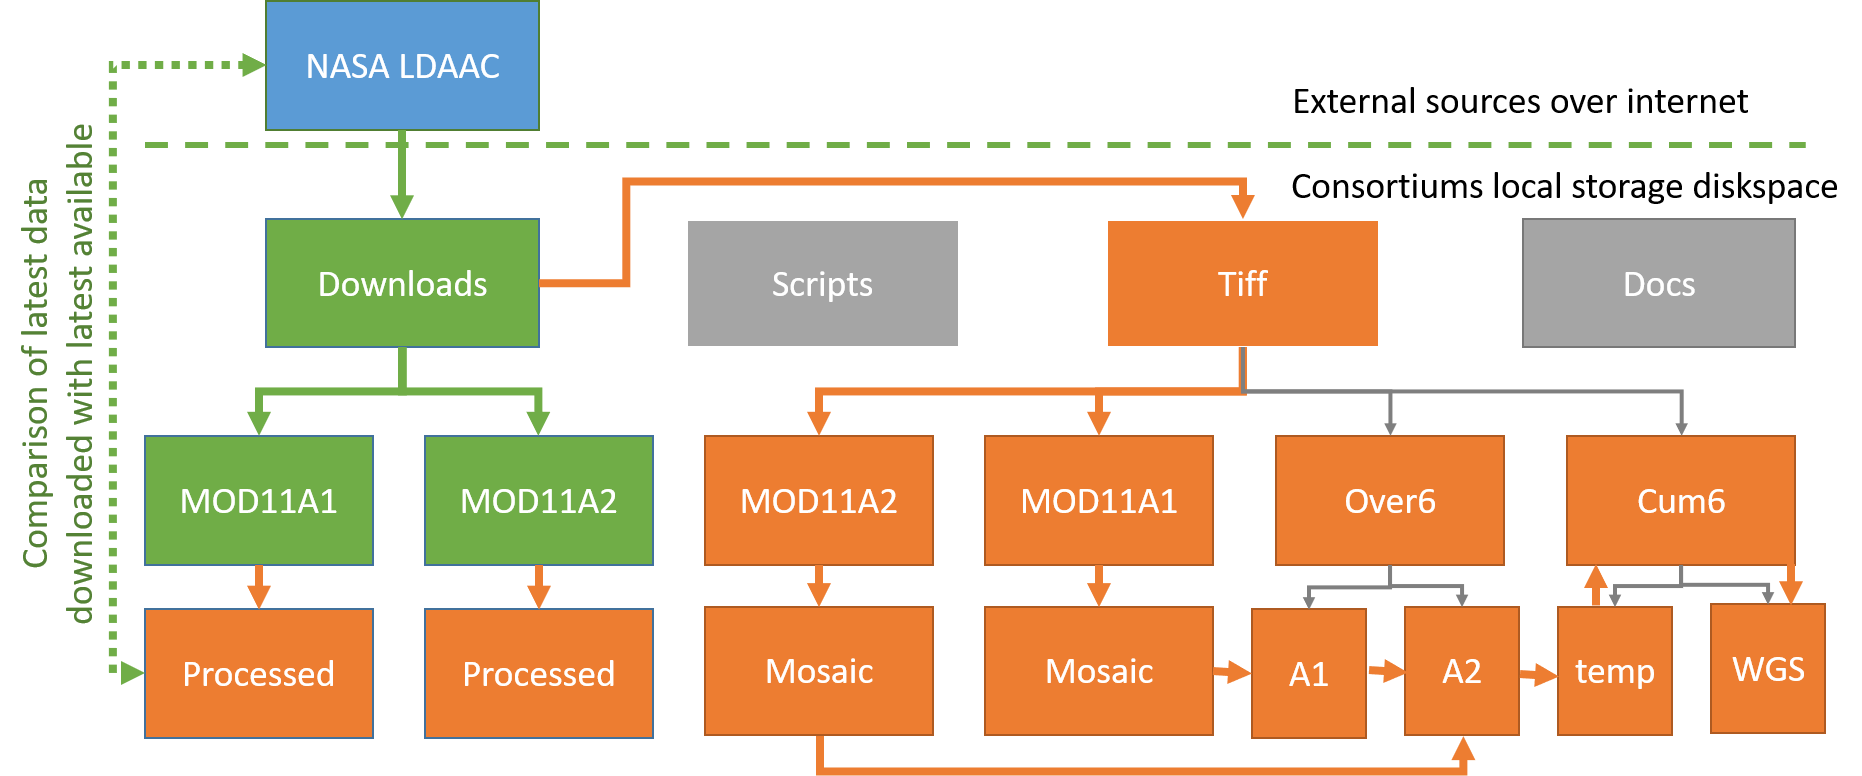 NASA LDAAC
External sources over internet
Consortiums local storage diskspace
Comparison of latest data
downloaded with latest available
Downloads
Scripts
Tiff
Docs
MOD11A1
MOD11A2
MOD11A2
MOD11A1
Over6
Cum6
Processed
Processed
Mosaic
Mosaic
A1
A2
temp
WGS